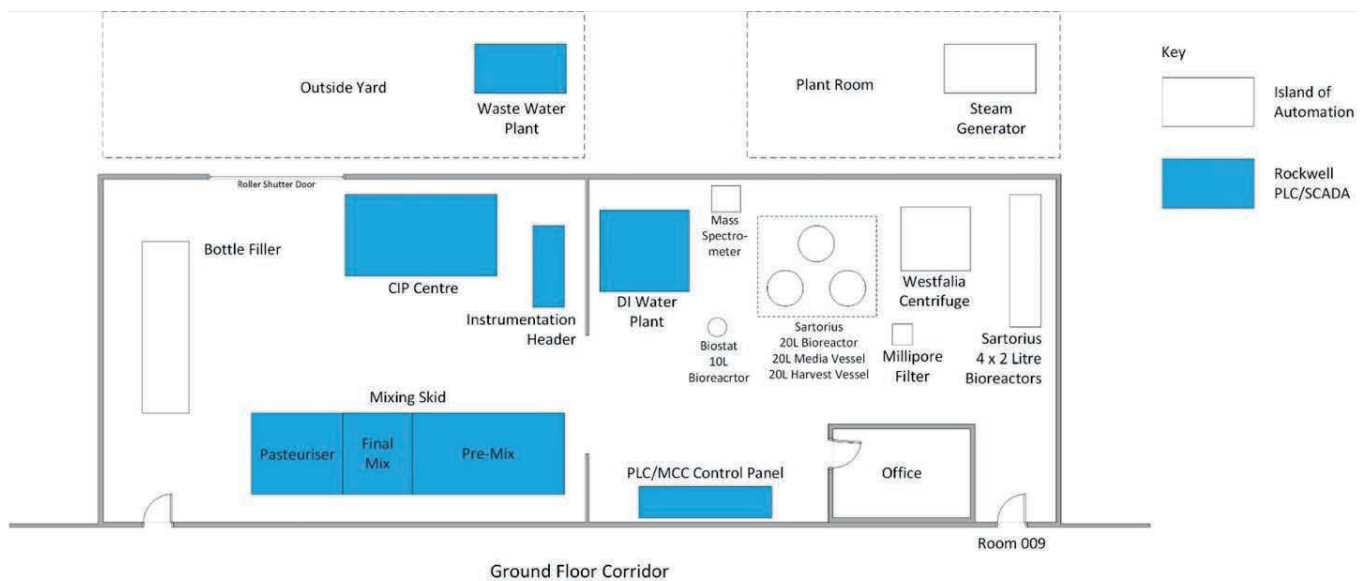 Outside Yard
Waste Water
Plant
Plant Room
Steam
Generator
Key
Island of
Automation
Rockwell
PLC/SCADA
Roller Shutter Door
Bottle Filler
CIP Centre
Instrumentation
Header
DI Water
Plant
Mass
Spectro-
meter
Biostat
10L
Bioreacrtor
Sartorius
20L Bioreactor
20L Media Vessel
20L Harvest Vessel
Westfalia
Centrifuge
Millipore
Filter
Sartorius
4 x 2 Litre
Bioreactors
Mixing Skid
Pasteuriser
Final
Mix
Pre-Mix
PLC/MCC Control Panel
Office
Room 009
Ground Floor Corridor